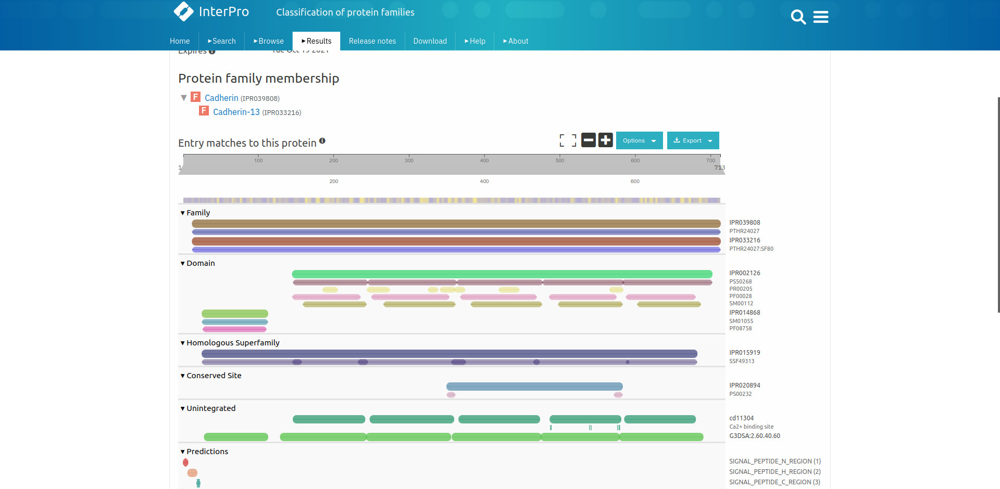 InterPro
Classification of protein families
Home
Search
Browse
Results
Release notes
Download
Help
About
Expires
Tue Oct 19 2021
Protein family membership
F Cadherin (IPR039808)
F Cadherin-13 (IPR033216)
Entry matches to this protein
Options
Export
100 200 300 400 500 600 700
1 713
200 400 600
Family
IPR039808
PTHR24027
IPR033216
PTHR24027:SF80
Domain
IPR002126
PS50268
PR00205
PF00028
SM00112
IPR014868
SM01055
PF08758
Homologous Superfamily
IPR015919
SSF49313
Conserved Site
IPR020894
PS00232
Unintegrated
cd11304
Ca2+ binding site
G3DSA:2.60.40.60
Predictions
SIGNAL_PEPTIDE_N_REGION (1)
SIGNAL_PEPTIDE_H_REGION (2)
SIGNAL_PEPTIDE_C_REGION (3)